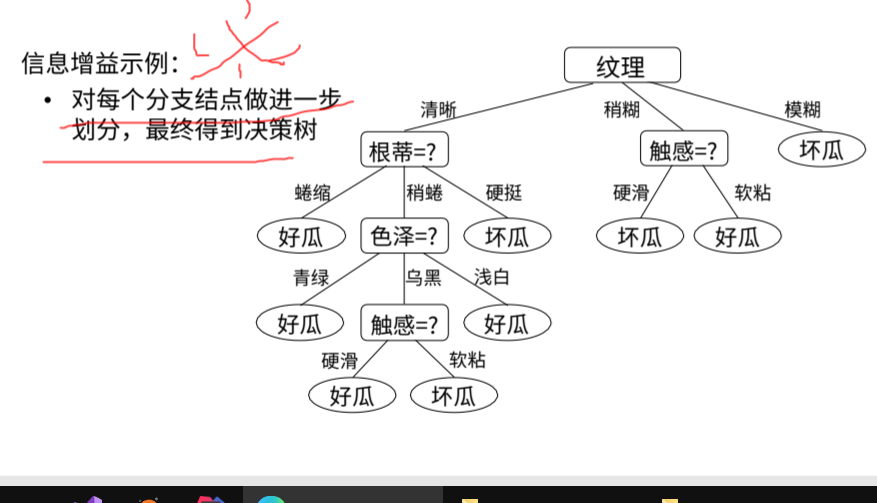 信息增益示例：
• 对每个分支结点做进一步
划分，最终得到决策树
纹理
清晰 稍糊 模糊
根蒂=? 触感=? 坏瓜
蜷缩 稍蜷 硬挺 硬滑 软粘
好瓜 色泽=? 坏瓜 坏瓜 好瓜
青绿 乌黑 浅白
好瓜 触感=? 好瓜
硬滑 软粘
好瓜 坏瓜